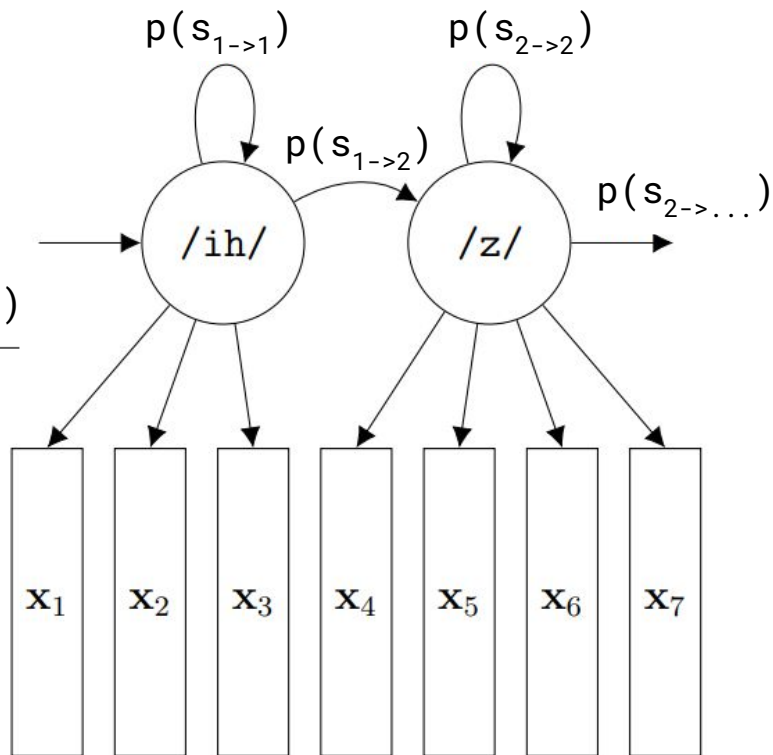 p(s₁₋>₁) p(s₂₋>₂)
p(s₁₋>₂)
p(s₂₋>...)
/ih/ /z/
)
x₁ x₂ x₃ x₄ x₅ x₆ x₇